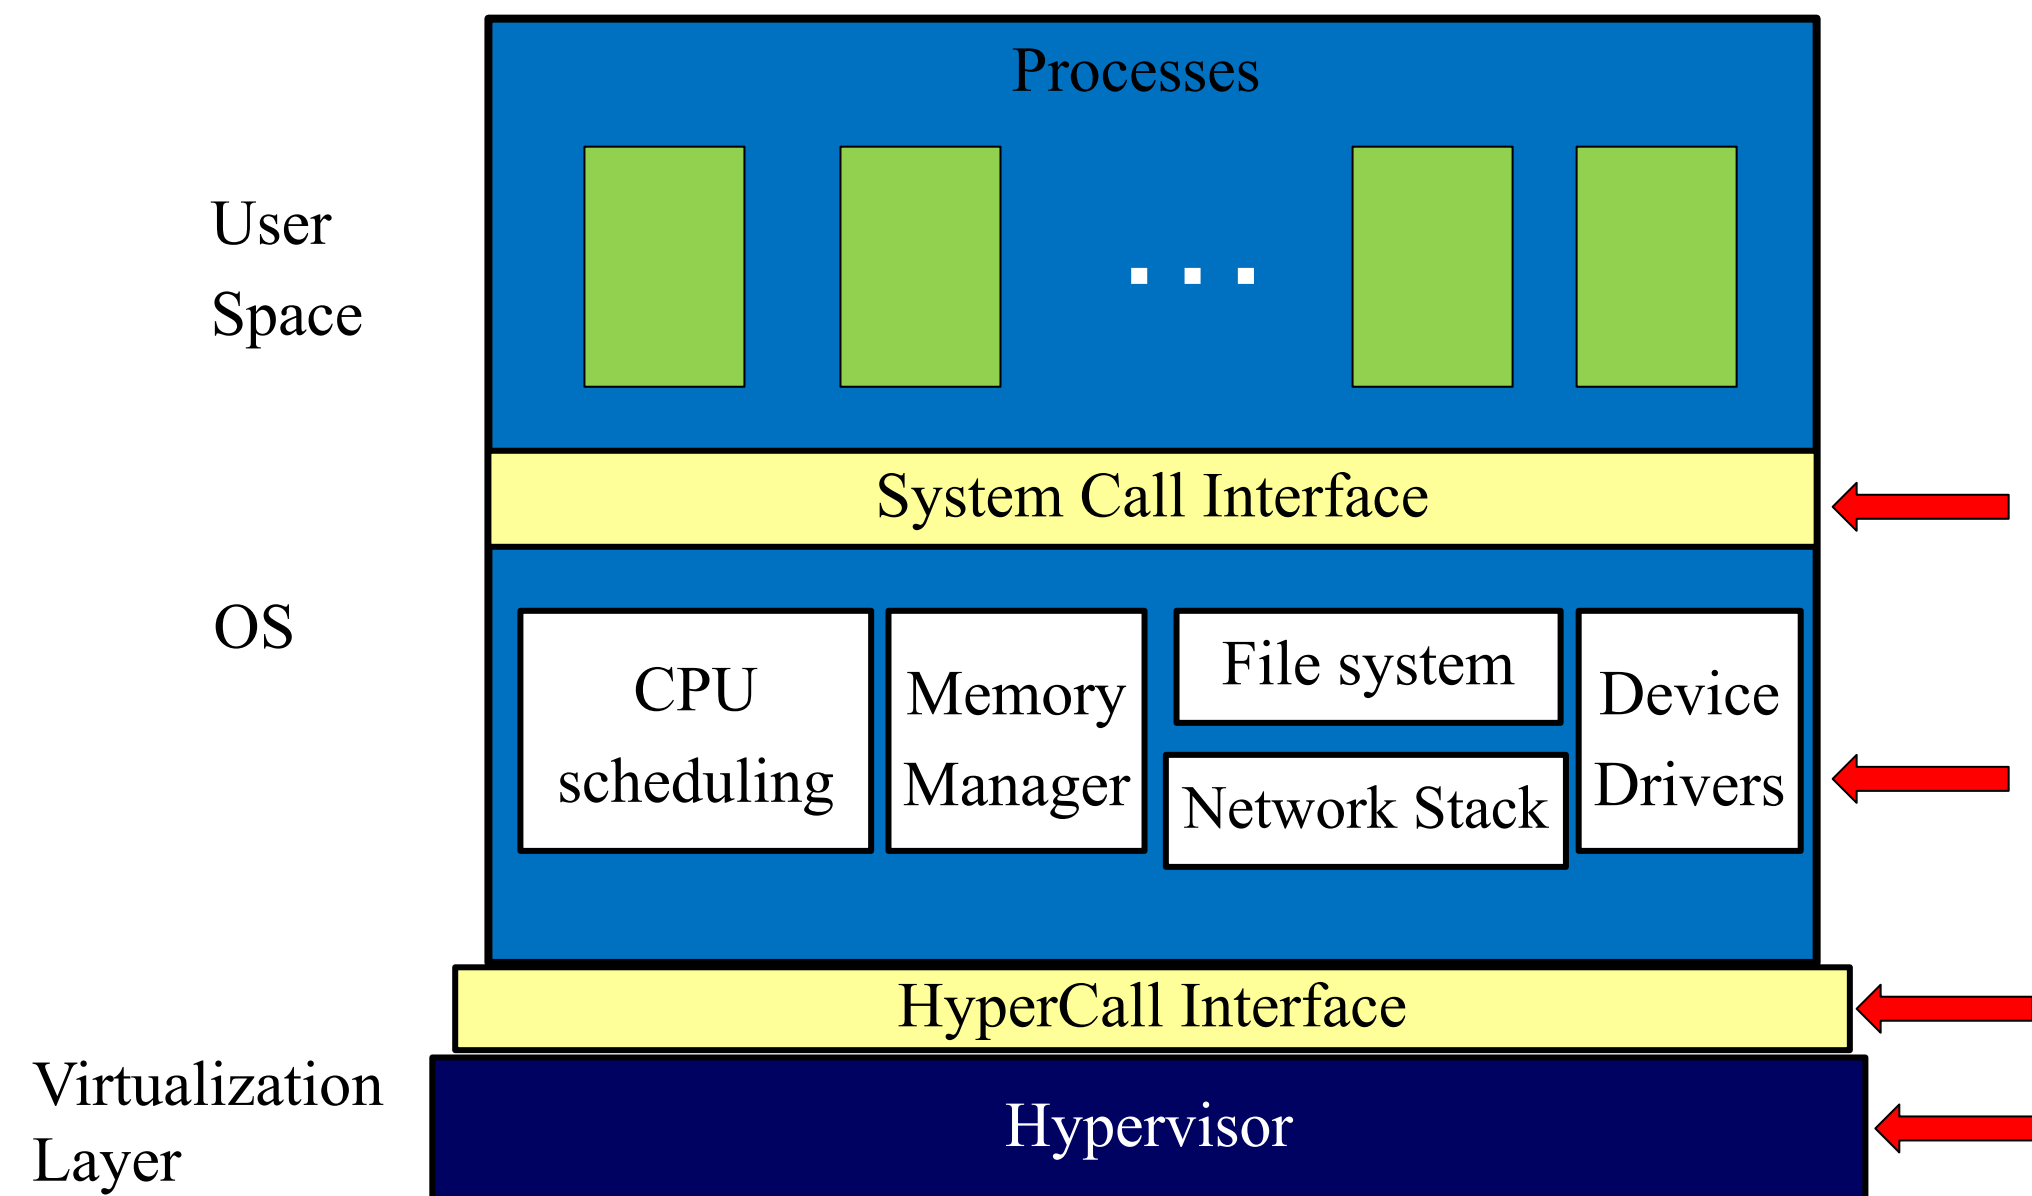 Processes
User
Space
System Call Interface
OS
CPU
scheduling
Memory
Manager
File system
Network Stack
Device
Drivers
HyperCall Interface
Virtualization
Layer
Hypervisor